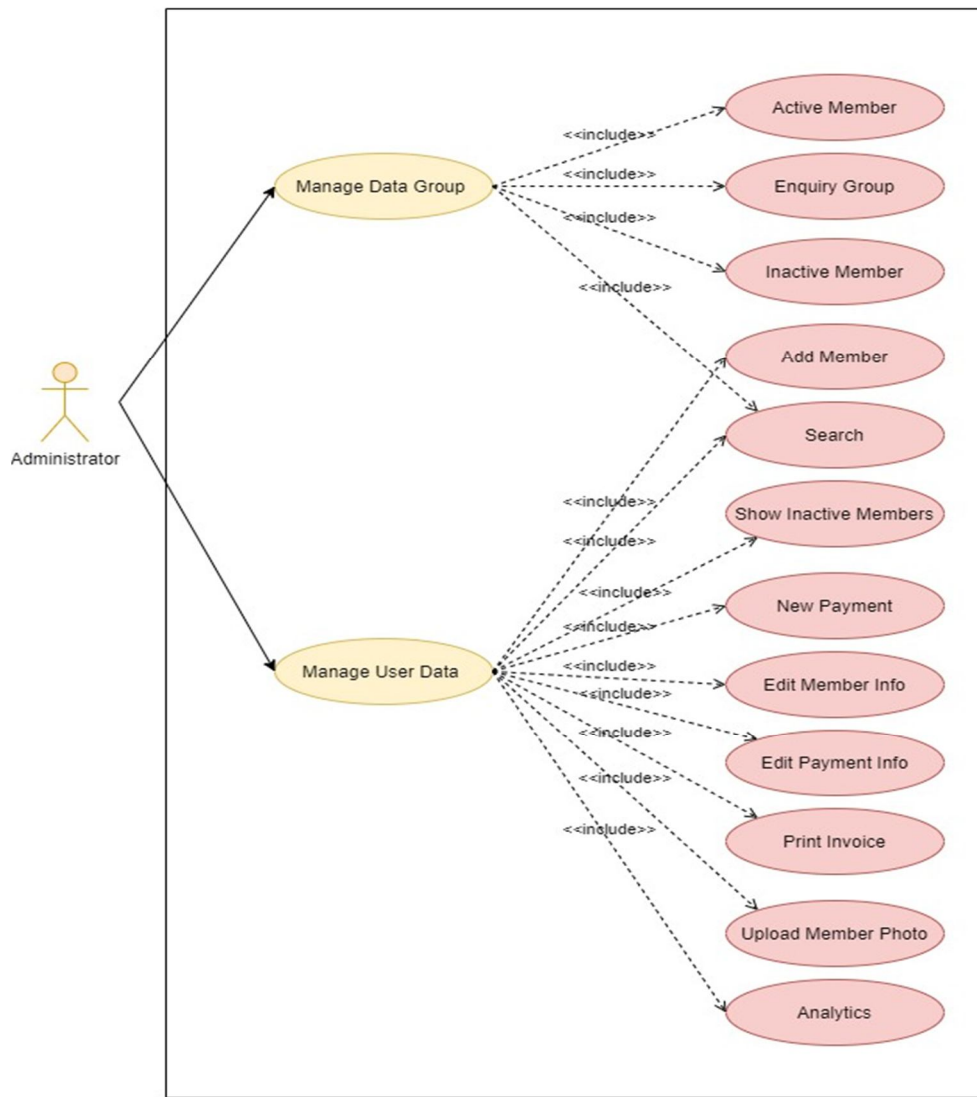 Active Member
<<include>>
Manage Data Group
<<include>>
Enquiry Group
<<include>>
Inactive Member
<<include>>
Add Member
Administrator
Search
<<include>>
Show Inactive Members
<<include>>
<<include>>
New Payment
<<include>>
Manage User Data
<<include>>
Edit Member Info
<<include>>
<<include>>
Edit Payment Info
<<include>>
<<include>>
Print Invoice
Upload Member Photo
Analytics